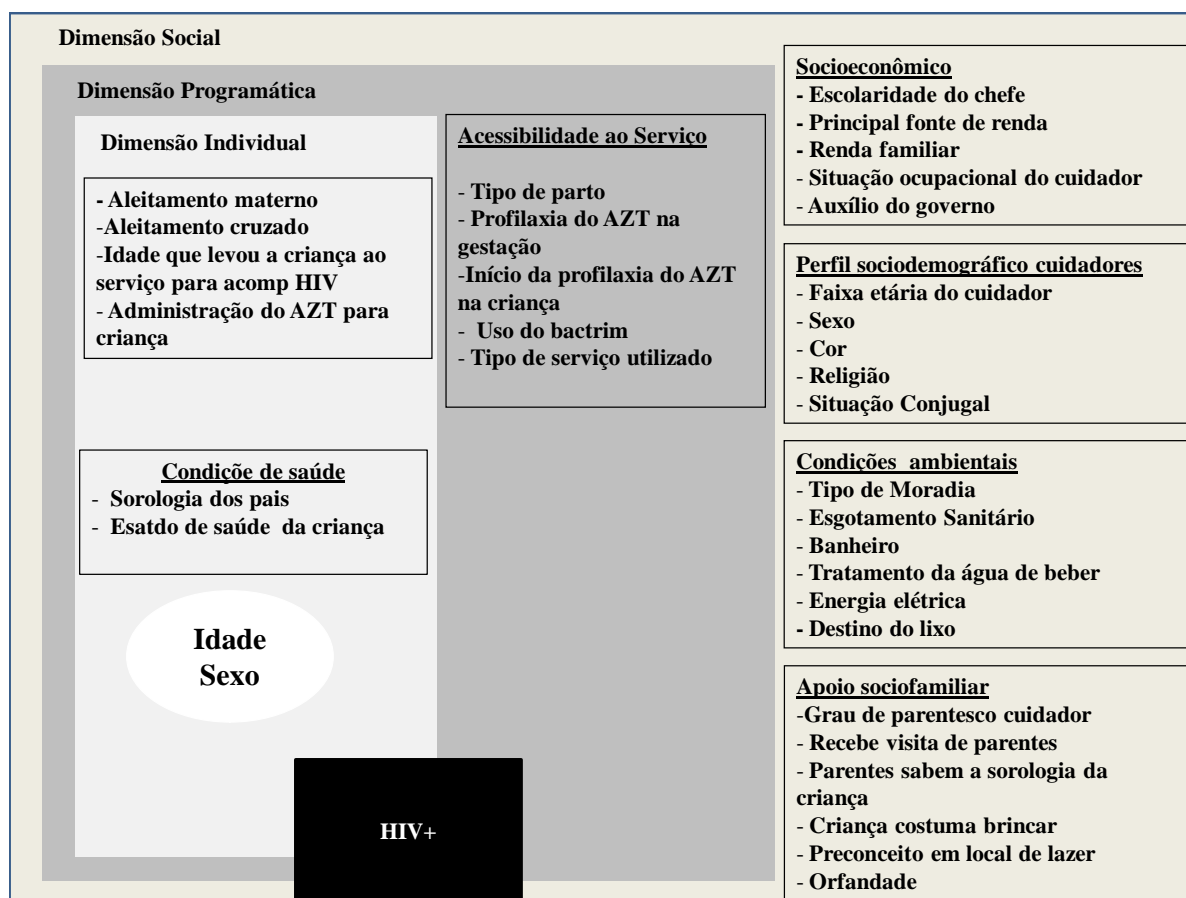 Dimensão Social
Dimensão Programática
Dimensão Individual
- Aleitamento materno
-Aleitamento cruzado
-Idade que levou a criança ao
serviço para acomp HIV
- Administração do AZT para
criança
Condiçõe de saúde
- Sorologia dos pais
- Esatdo de saúde da criança
Idade
Sexo
HIV+
Acessibilidade ao Serviço
- Tipo de parto
- Profilaxia do AZT na
gestação
-Início da profilaxia do AZT
na criança
- Uso do bactrim
- Tipo de serviço utilizado
Socioeconômico
- Escolaridade do chefe
- Principal fonte de renda
- Renda familiar
- Situação ocupacional do cuidador
- Auxílio do governo
Perfil sociodemográfico cuidadores
- Faixa etária do cuidador
- Sexo
- Cor
- Religião
- Situação Conjugal
Condições ambientais
- Tipo de Moradia
- Esgotamento Sanitário
- Banheiro
- Tratamento da água de beber
- Energia elétrica
- Destino do lixo
Apoio sociofamiliar
-Grau de parentesco cuidador
- Recebe visita de parentes
- Parentes sabem a sorologia da
criança
- Criança costuma brincar
- Preconceito em local de lazer
- Orfandade